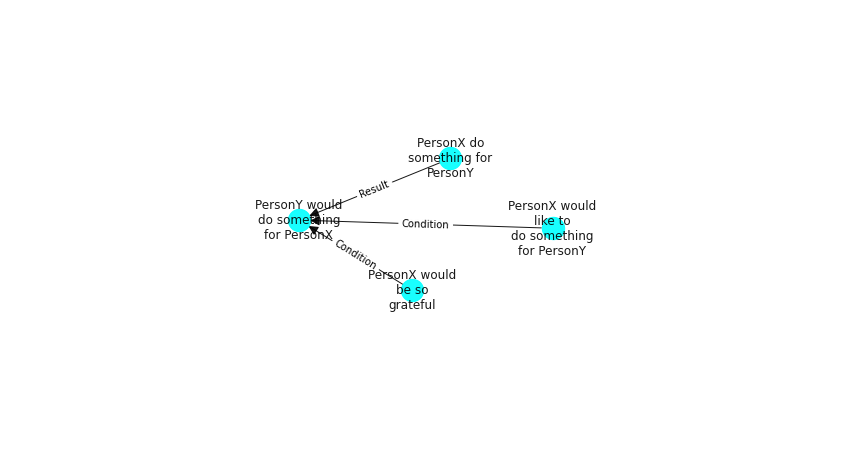 PersonX do
something for
PersonY
Result
PersonY would
do something
for PersonX
Condition
PersonX would
like to
do something
for PersonY
Condition
PersonX would
be so
grateful